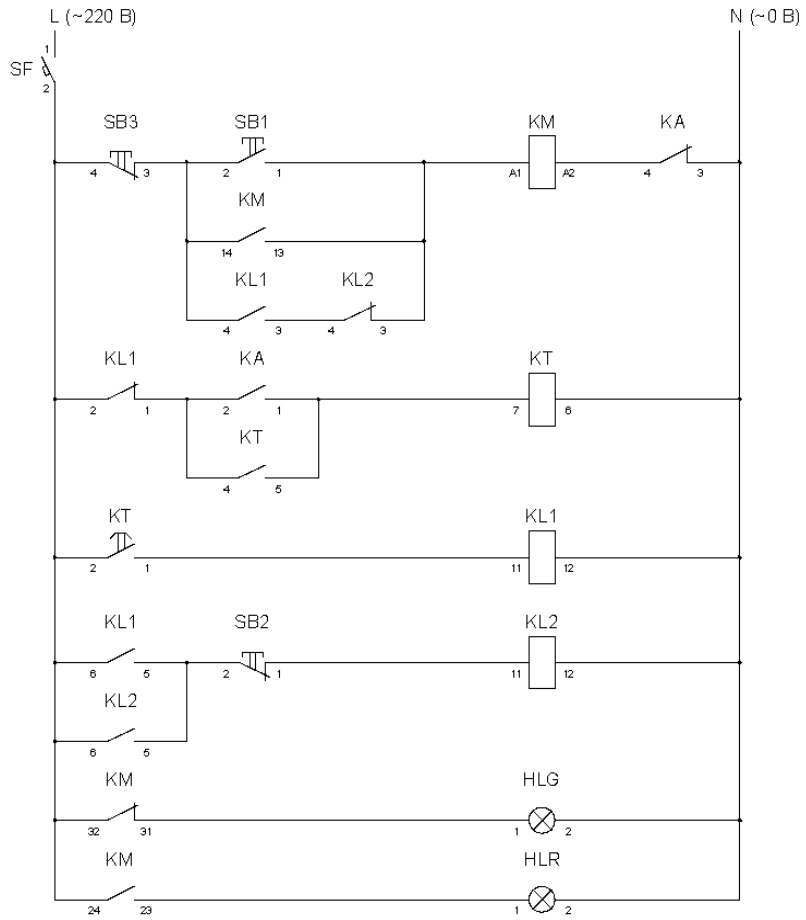 L (~220 В) N (~0 В)
1
SF
2
SB3 SB1 KM KA
4 3 2 1 A1 A2 4 3
KM
14 13
KL1 KL2
4 3 4 3
KL1 KA KT
2 1 2 1 7 6
KT
4 5
KT KL1
2 1 11 12
KL1 SB2 KL2
6 5 2 1 11 12
KL2
6 5
KM HLG
32 31 1 2
KM HLR
24 23 1 2